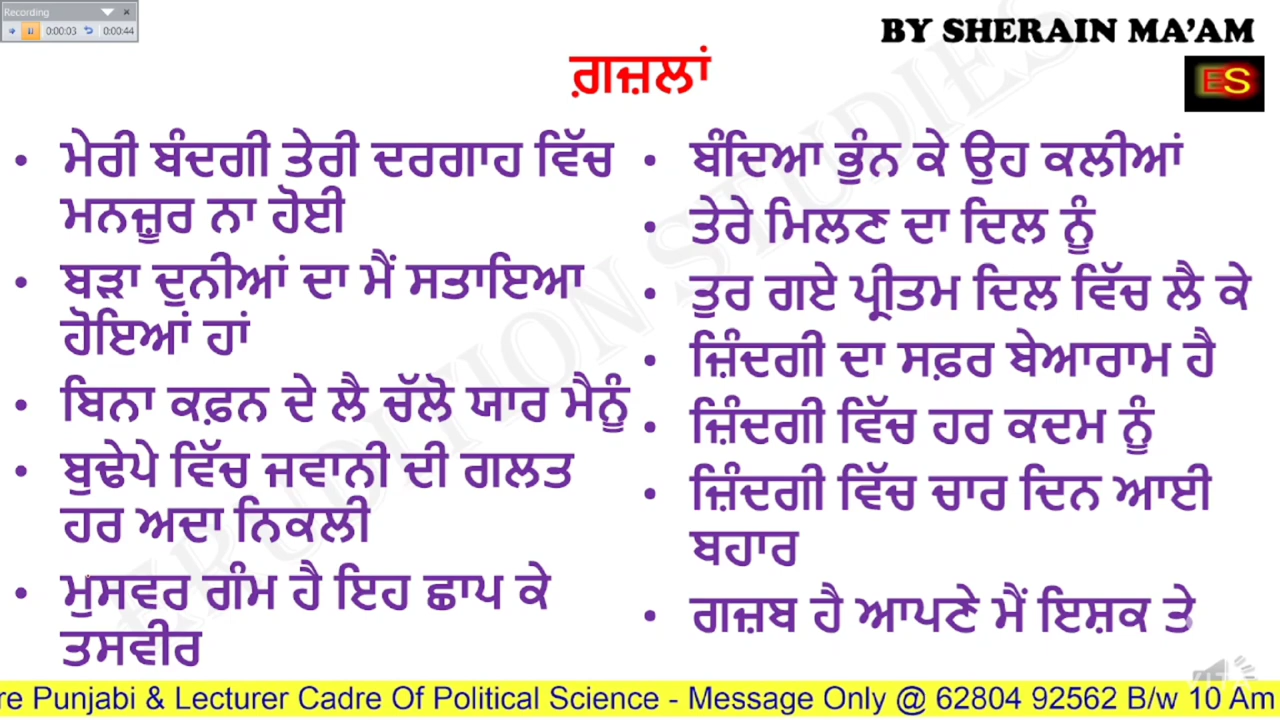 Recording
0:00:03
0:00:44
BY SHERAIN MA’AM
ES
ਗ਼ਜ਼ਲਾਂ
• ਮੇਰੀ ਬੰਦਗੀ ਤੇਰੀ ਦਰਗਾਹ ਵਿੱਚ
ਮਨਜ਼ੂਰ ਨਾ ਹੋਈ
• ਬੜਾ ਦੁਨੀਆਂ ਦਾ ਮੈਂ ਸਤਾਇਆ
ਹੋਇਆਂ ਹਾਂ
• ਬਿਨਾ ਕਫ਼ਨ ਦੇ ਲੈ ਚੱਲੋ ਯਾਰ ਮੈਨੂੰ
• ਬੁਢੇਪੇ ਵਿੱਚ ਜਵਾਨੀ ਦੀ ਗਲਤ
ਹਰ ਅਦਾ ਨਿਕਲੀ
• ਮੁਸਵਰ ਗੰਮ ਹੈ ਇਹ ਛਾਪ ਕੇ
ਤਸਵੀਰ
• ਬੰਦਿਆ ਭੁੰਨ ਕੇ ਉਹ ਕਲੀਆਂ
• ਤੇਰੇ ਮਿਲਣ ਦਾ ਦਿਲ ਨੂੰ
• ਤੁਰ ਗਏ ਪ੍ਰੀਤਮ ਦਿਲ ਵਿੱਚ ਲੈ ਕੇ
• ਜ਼ਿੰਦਗੀ ਦਾ ਸਫ਼ਰ ਬੇਆਰਾਮ ਹੈ
• ਜ਼ਿੰਦਗੀ ਵਿੱਚ ਹਰ ਕਦਮ ਨੂੰ
• ਜ਼ਿੰਦਗੀ ਵਿੱਚ ਚਾਰ ਦਿਨ ਆਈ
ਬਹਾਰ
• ਗਜ਼ਬ ਹੈ ਆਪਣੇ ਮੈਂ ਇਸ਼ਕ ਤੇ
ERUDITION STUDIES
re Punjabi & Lecturer Cadre Of Political Science - Message Only @ 62804 92562 B/w 10 Am